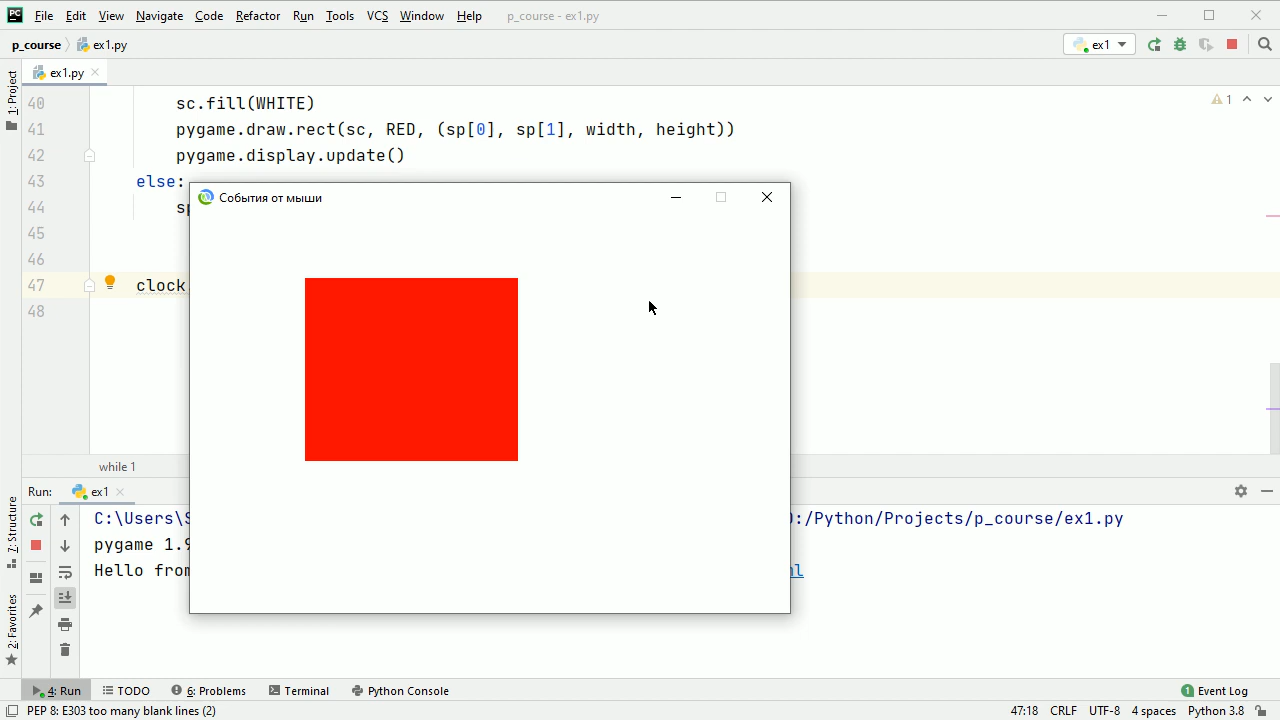 File Edit View Navigate Code Refactor Run Tools VCS Window Help p_course - ex1.py
p_course ex1.py ex1
1: Project
ex1.py
40 sc.fill(WHITE) 1
41 pygame.draw.rect(sc, RED, (sp[0], sp[1], width, height))
42 pygame.display.update()
43 else:
44 sp
События от мыши
45
46
47 clock
48
while 1
Run: ex1
C:\Users\S :/Python/Projects/p_course/ex1.py
pygame 1.9
Hello from
7: Structure
2: Favorites
4: Run TODO 6: Problems Terminal Python Console 1 Event Log
PEP 8: E303 too many blank lines (2) 47:18 CRLF UTF-8 4 spaces Python 3.8